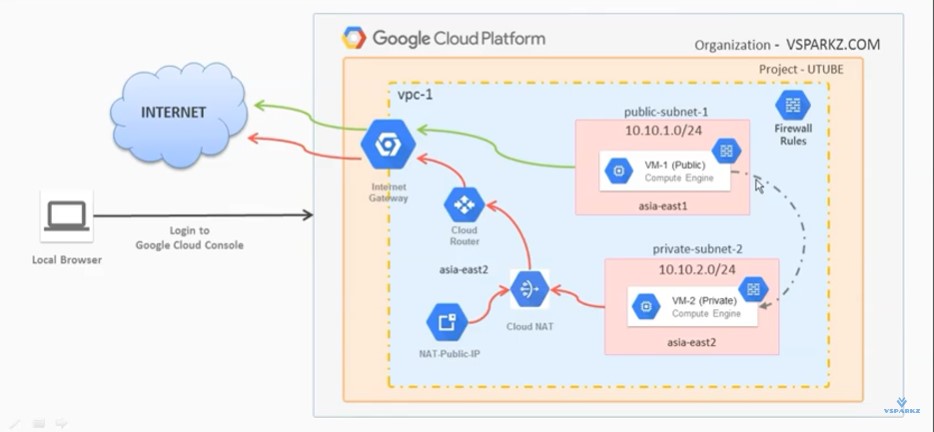 Google Cloud Platform
Organization - VSPARKZ.COM
Project - UTUBE
INTERNET
vpc-1
public-subnet-1
10.10.1.0/24
VM-1 (Public)
Compute Engine
asia-east1
Firewall
Rules
Internet
Gateway
Cloud
Router
Login to
Google Cloud Console
Local Browser
private-subnet-2
10.10.2.0/24
VM-2 (Private)
Compute Engine
asia-east2
asia-east2
Cloud NAT
NAT-Public-IP
VSPARKZ